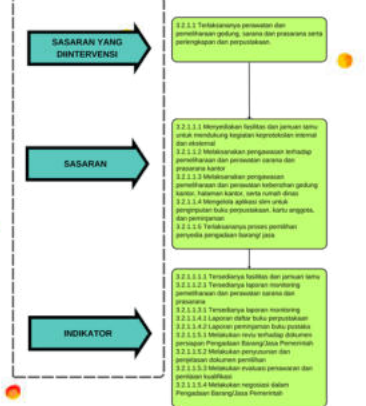 SASARAN YANG
DIINTERVENSI
3.2.1.1 Terlaksananya perawatan dan
pemeliharaan gedung, sarana dan prasarana serta
perlengkapan dan perpustakaan.
SASARAN
3.2.1.1.1 Menyediakan fasilitas dan jamuan tamu
untuk mendukung kegiatan keprotokolan internal
dan eksternal
3.2.1.1.2 Melaksanakan pengawasan terhadap
pemeliharaan dan perawatan sarana dan
prasarana kantor
3.2.1.1.3 Melaksanakan pengawasan
pemeliharaan dan perawatan kebersihan gedung
kantor, halaman kantor, serta rumah dinas
3.2.1.1.4 Mengelola aplikasi slim untuk
penginputan buku perpustakaan, kartu anggota,
dan peminjaman
3.2.1.1.5 Terlaksananya proses pemilihan
penyedia pengadaan barang/ jasa
INDIKATOR
3.2.1.1.1.1 Tersedianya fasilitas dan jamuan tamu
3.2.1.1.2.1 Tersedianya laporan monitoring
pemeliharaan dan perawatan sarana dan
prasarana
3.2.1.1.3.1 Tersedianya laporan monitoring
3.2.1.1.4.1 Laporan daftar buku perpustakaan
3.2.1.1.4.2 Laporan peminjaman buku pustaka
3.2.1.1.5.1 Melakukan reviu terhadap dokumen
persiapan Pengadaan Barang/Jasa Pemerintah
3.2.1.1.5.2 Melakukan penyusunan dan
penjelasan dokumen pemilihan
3.2.1.1.5.3 Melakukan evaluasi penawaran dan
penilaian kualifikasi
3.2.1.1.5.4 Melakukan negosiasi dalam
Pengadaan Barang/Jasa Pemerintah